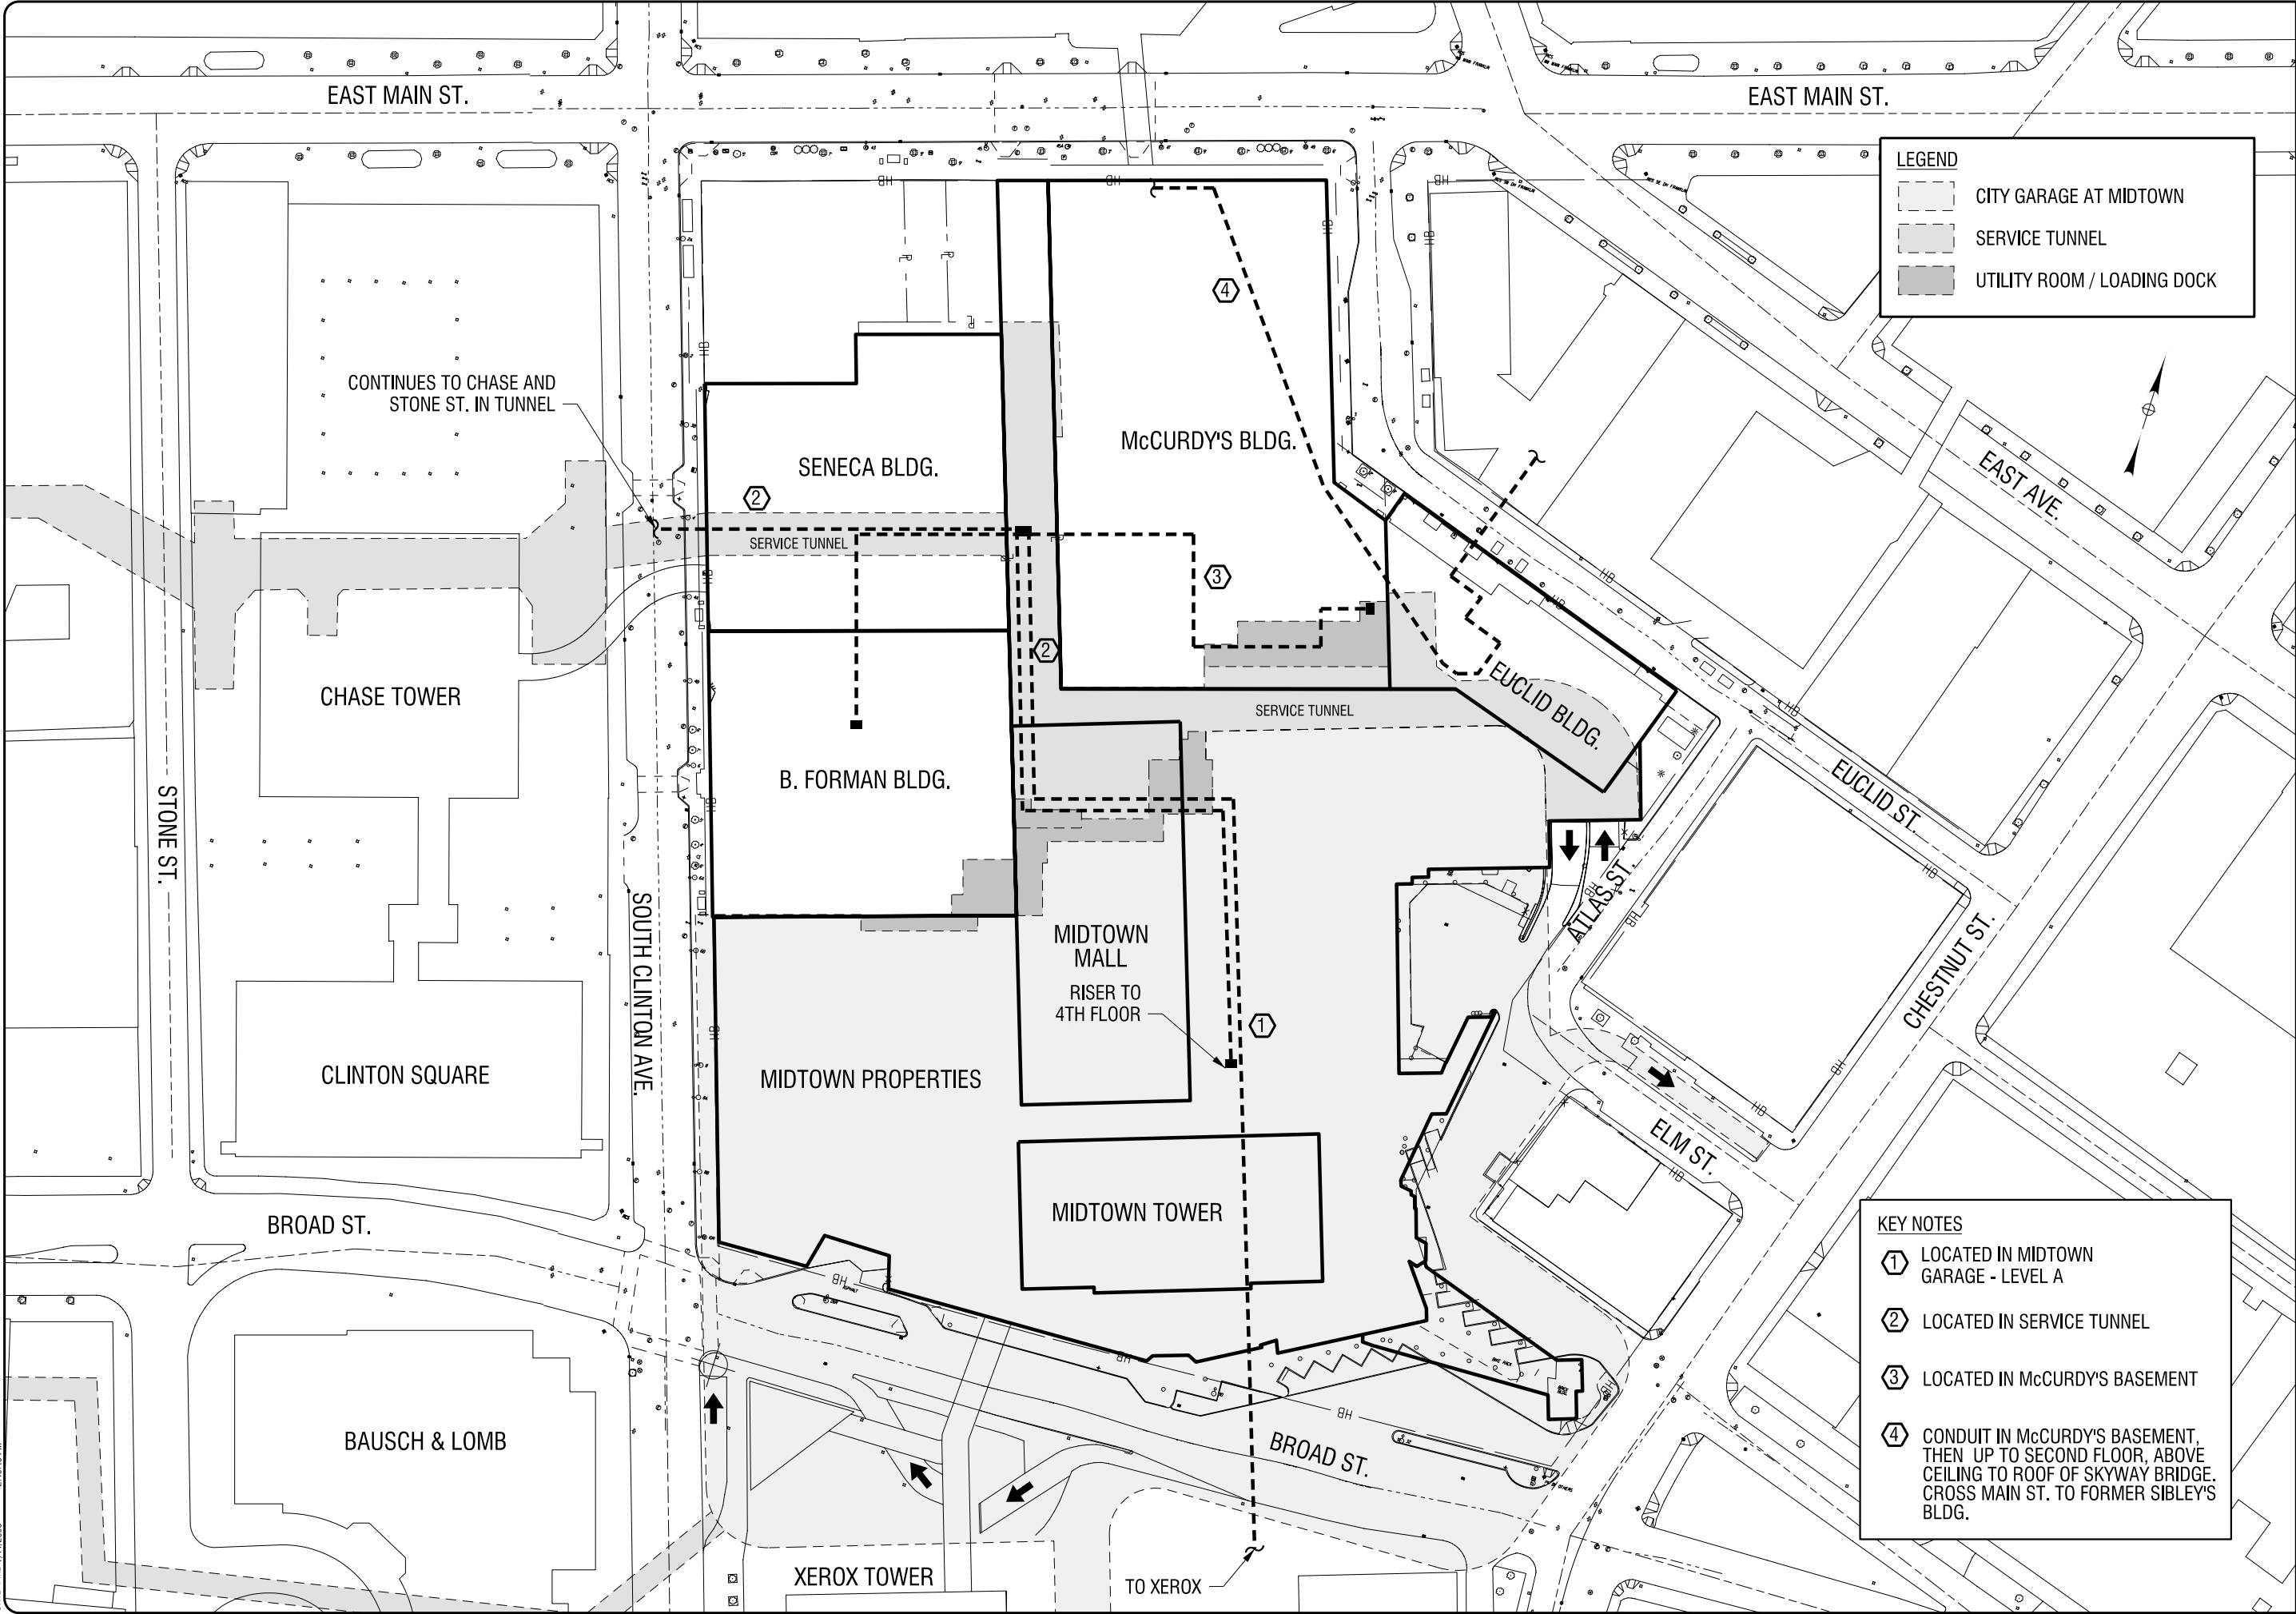 EAST MAIN ST.
EAST MAIN ST.
LEGEND
CITY GARAGE AT MIDTOWN
SERVICE TUNNEL
UTILITY ROOM / LOADING DOCK
HB
HB
HB
4
CONTINUES TO CHASE AND
STONE ST. IN TUNNEL
SENECA BLDG.
McCURDY'S BLDG.
EAST AVE.
2
SERVICE TUNNEL
3
2
CHASE TOWER
EUCLID BLDG.
SERVICE TUNNEL
B. FORMAN BLDG.
STONE ST.
EUCLID ST.
ATLAS ST.
SOUTH CLINTON AVE.
MIDTOWN
MALL
RISER TO
4TH FLOOR
1
CHESTNUT ST.
CLINTON SQUARE
MIDTOWN PROPERTIES
ELM ST.
MIDTOWN TOWER
BROAD ST.
KEY NOTES
1 LOCATED IN MIDTOWN
GARAGE - LEVEL A
2 LOCATED IN SERVICE TUNNEL
3 LOCATED IN McCURDY'S BASEMENT
4 CONDUIT IN McCURDY'S BASEMENT,
THEN UP TO SECOND FLOOR, ABOVE
CEILING TO ROOF OF SKYWAY BRIDGE.
CROSS MAIN ST. TO FORMER SIBLEY'S
BLDG.
BAUSCH & LOMB
BROAD ST.
XEROX TOWER
TO XEROX